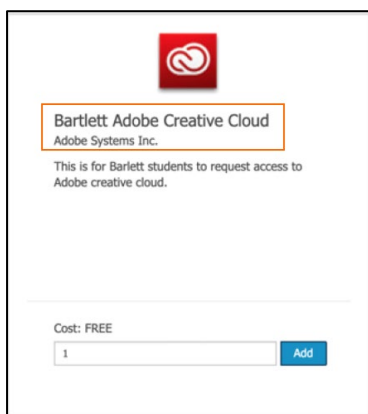 Bartlett Adobe Creative Cloud
Adobe Systems Inc.
This is for Barlett students to request access to
Adobe creative cloud.
Cost: FREE
1
Add